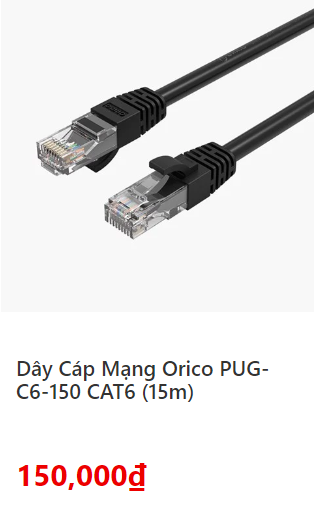 Dây Cáp Mạng Orico PUG-
C6-150 CAT6 (15m)
150,000₫